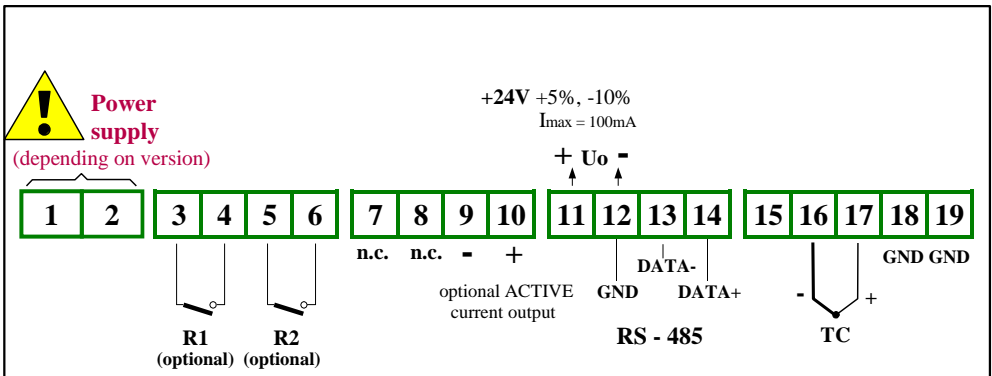 !
Power
supply
(depending on version)
+24V +5%, -10%
Imax = 100mA
+ Uo -
1 2 3 4 5 6 7 8 9 10 11 12 13 14 15 16 17 18 19
n.c. n.c. - +
optional ACTIVE
current output
GND
DATA-
DATA+
RS - 485
GND GND
- +
TC
R1
(optional)
R2
(optional)